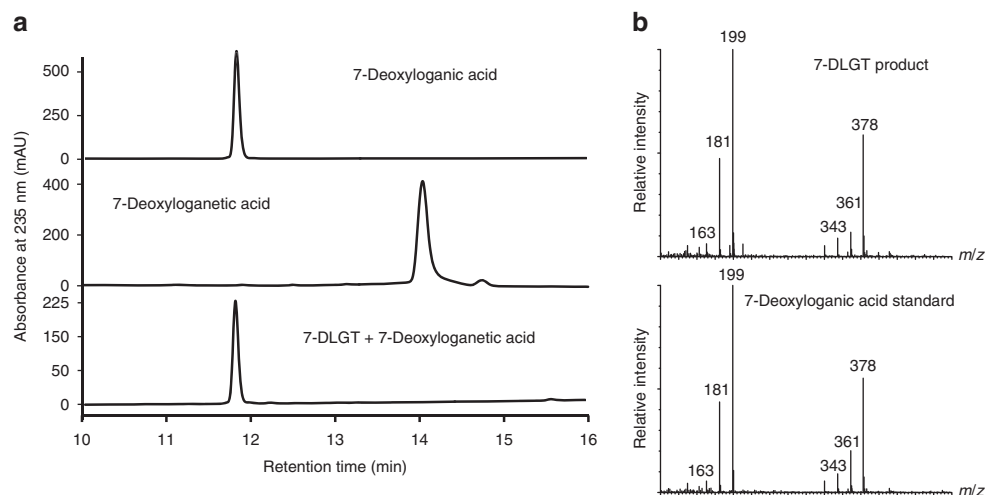 a
Absorbance at 235 nm (mAU)
500
250
0
7-Deoxyloganic acid
400
200
0
7-Deoxyloganetic acid
225
150
50
0
7-DLGT + 7-Deoxyloganetic acid
10 11 12 13 14 15 16
Retention time (min)
b
Relative intensity
199
7-DLGT product
378
181
361
343
163
m/z
Relative intensity
199
7-Deoxyloganic acid standard
378
181
361
343
163
m/z